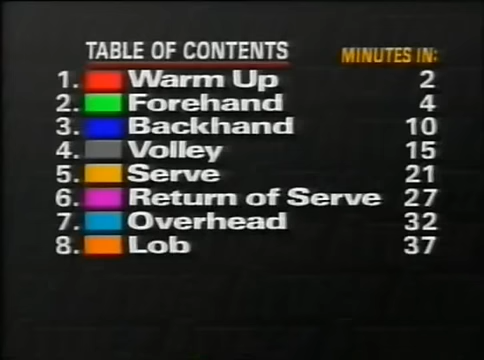 TABLE OF CONTENTS MINUTES IN:
1. Warm Up 2
2. Forehand 4
3. Backhand 10
4. Volley 15
5. Serve 21
6. Return of Serve 27
7. Overhead 32
8. Lob 37